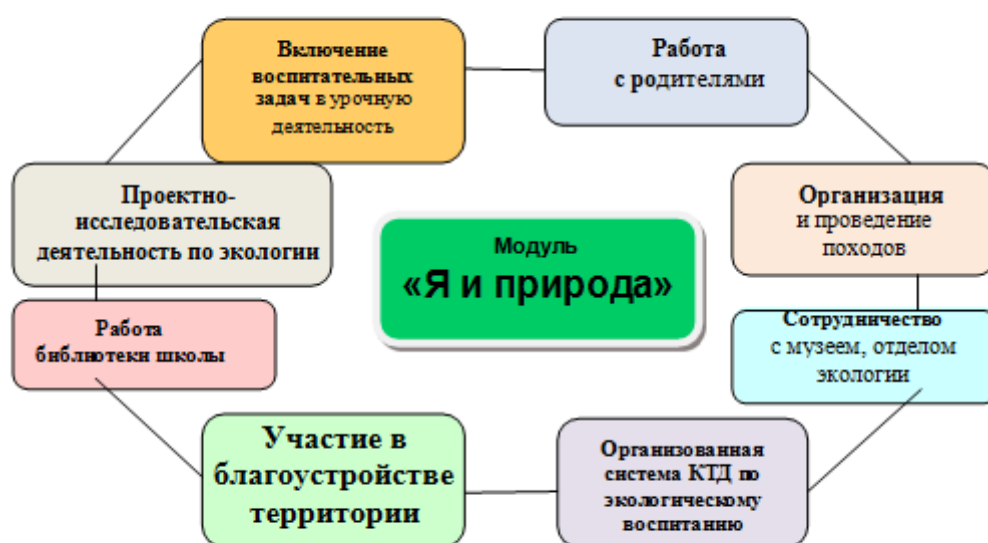 Включение
воспитательных
задач в урочную
деятельность
Работа
с родителями
Проектно-
исследовательская
деятельность по экологии
Организация
и проведение
походов
Модуль
«Я и природа»
Работа
библиотеки школы
Сотрудничество
с музеем, отделом
экологии
Участие в
благоустройстве
территории
Организованная
система КТД по
экологическому
воспитанию